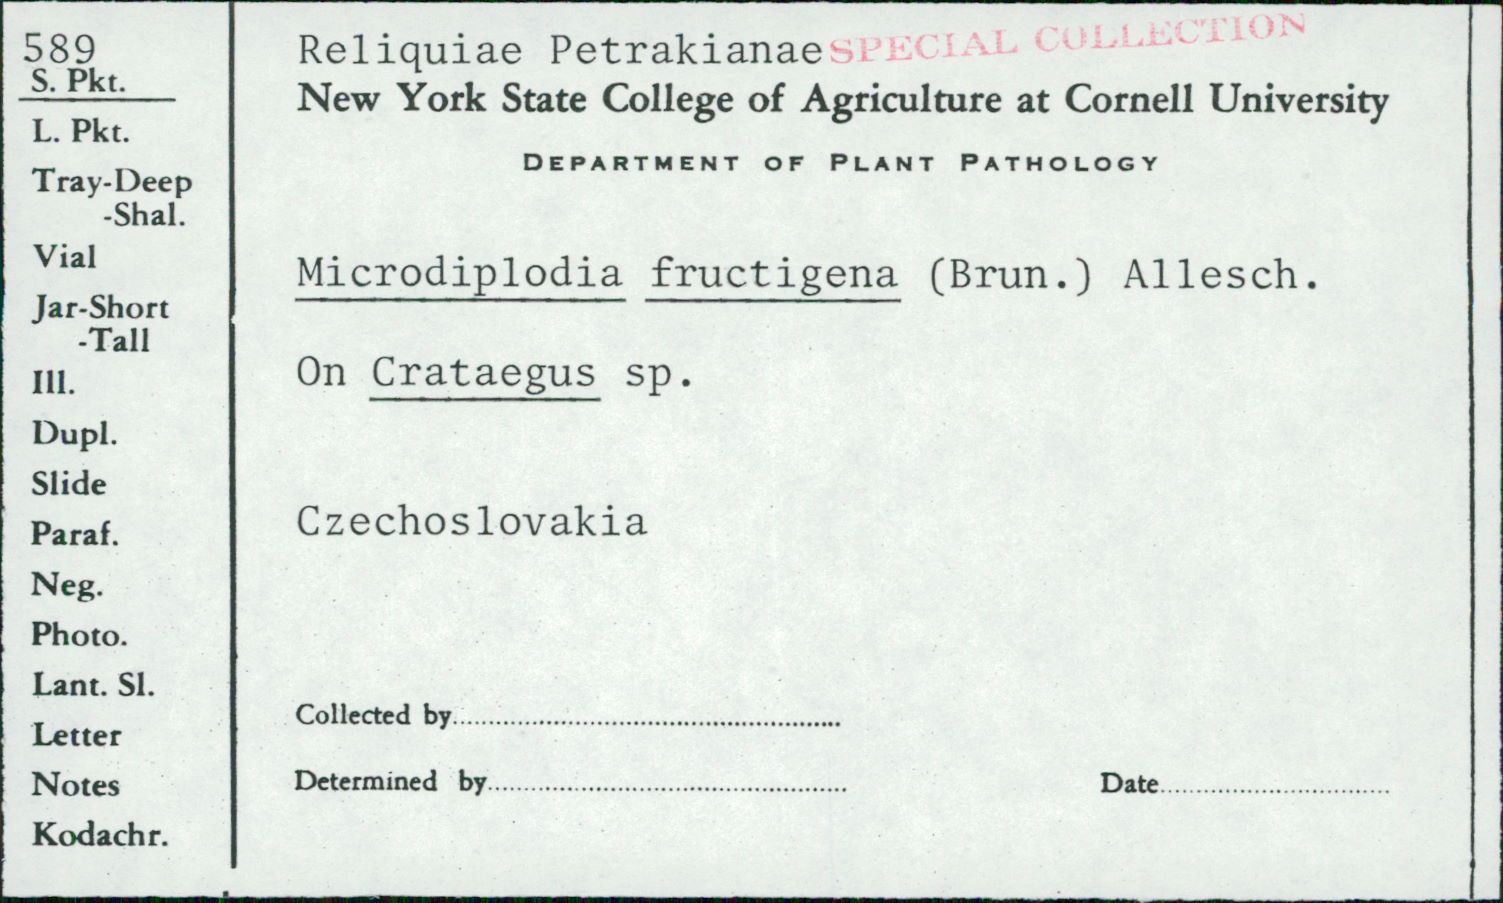 589
S. Pkt.
L. Pkt.
Tray-Deep
-Shal.
Vial
Jar-Short
-Tall
Ill.
Dupl.
Slide
Paraf.
Neg.
Photo.
Lant. Sl.
Letter
Notes
Kodachr.
Reliquiae Petrakianae SPECIAL COLLECTION
New York State College of Agriculture at Cornell University
DEPARTMENT OF PLANT PATHOLOGY
Microdiplodia fructigena (Brun.) Allesch.
On Crataegus sp.
Czechoslovakia
Collected by
Determined by
Date